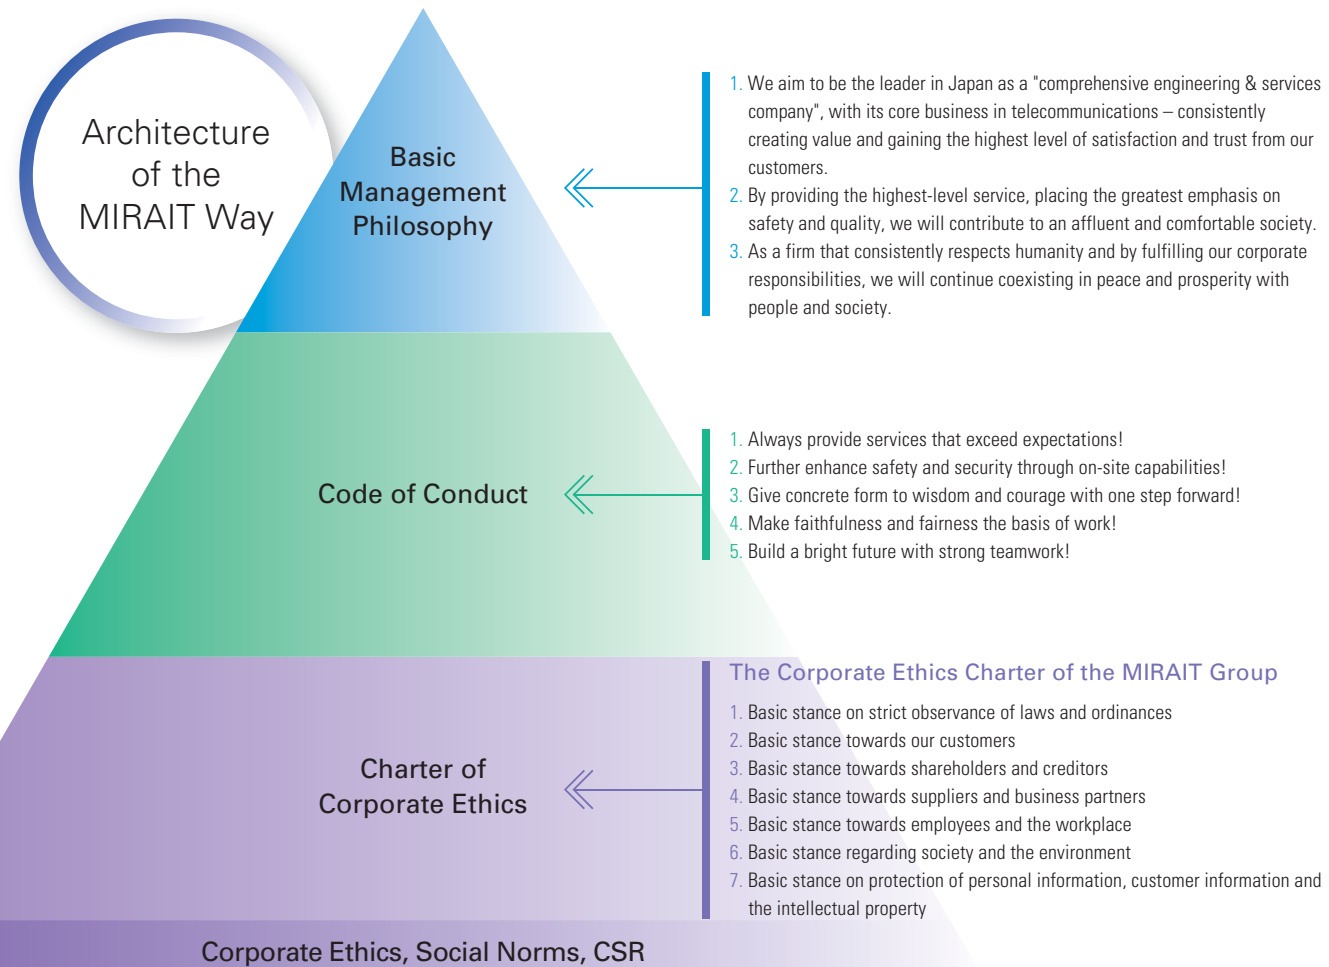 Architecture
of the
MIRAIT Way
Basic
Management
Philosophy
1. We aim to be the leader in Japan as a "comprehensive engineering & services
company", with its core business in telecommunications – consistently
creating value and gaining the highest level of satisfaction and trust from our
customers.
2. By providing the highest-level service, placing the greatest emphasis on
safety and quality, we will contribute to an affluent and comfortable society.
3. As a firm that consistently respects humanity and by fulfilling our corporate
responsibilities, we will continue coexisting in peace and prosperity with
people and society.
Code of Conduct
1. Always provide services that exceed expectations!
2. Further enhance safety and security through on-site capabilities!
3. Give concrete form to wisdom and courage with one step forward!
4. Make faithfulness and fairness the basis of work!
5. Build a bright future with strong teamwork!
Charter of
Corporate Ethics
The Corporate Ethics Charter of the MIRAIT Group
1. Basic stance on strict observance of laws and ordinances
2. Basic stance towards our customers
3. Basic stance towards shareholders and creditors
4. Basic stance towards suppliers and business partners
5. Basic stance towards employees and the workplace
6. Basic stance regarding society and the environment
7. Basic stance on protection of personal information, customer information and
the intellectual property
Corporate Ethics, Social Norms, CSR